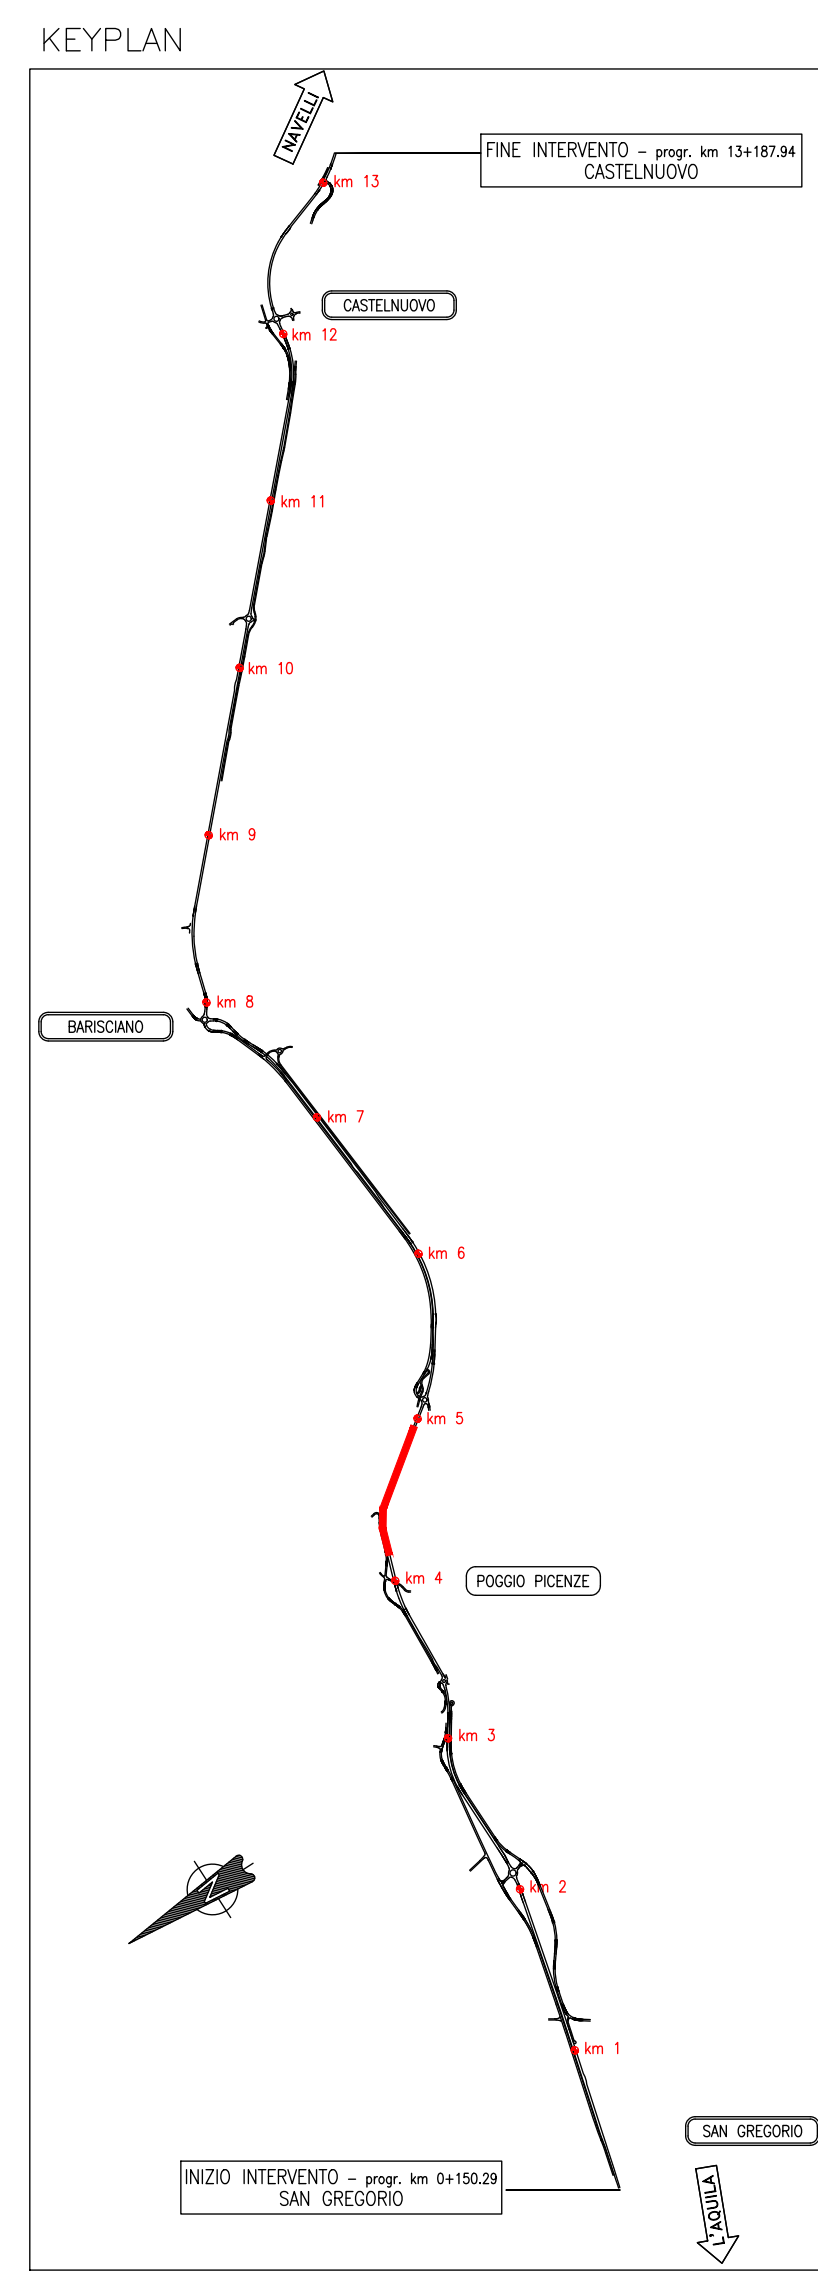 KEYPLAN
NAVELLI
FINE INTERVENTO - progr. km 13+187.94
CASTELNUOVO
km 13
CASTELNUOVO
km 12
km 11
km 10
km 9
km 8
BARISCIANO
km 7
km 6
km 5
km 4
POGGIO PICENZE
km 3
km 2
N
km 1
SAN GREGORIO
INIZIO INTERVENTO - progr. km 0+150.29
SAN GREGORIO
L'AQUILA